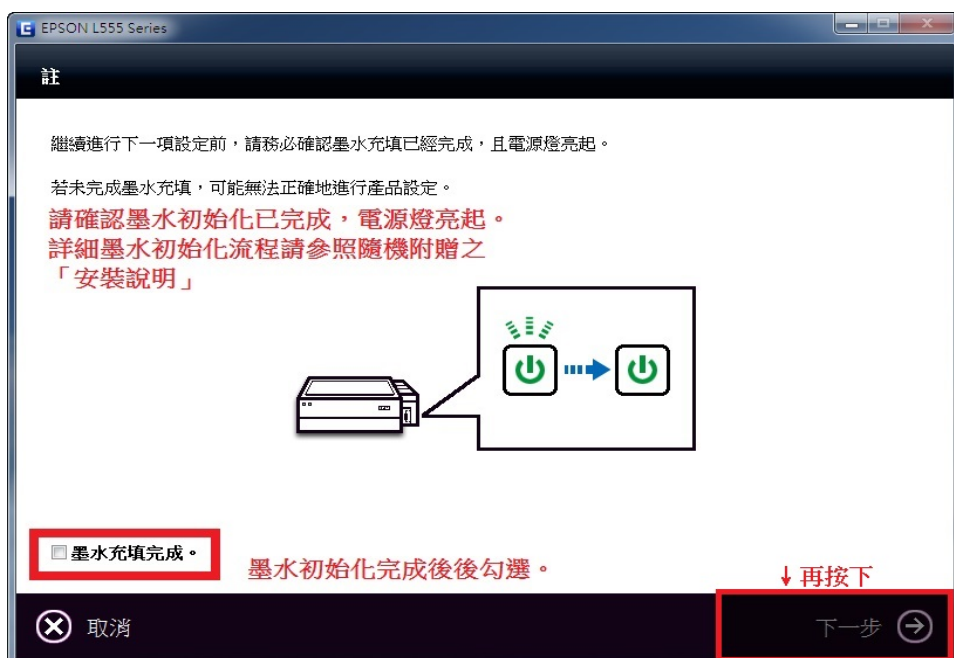 EPSON L555 Series
註
繼續進行下一項設定前，請務必確認墨水充填已經完成，且電源燈亮起。
若未完成墨水充填，可能無法正確地進行產品設定。
請確認墨水初始化已完成，電源燈亮起。
詳細墨水初始化流程請參照隨機附贈之
「安裝說明」
墨水充填完成。
墨水初始化完成後後勾選。
↓再按下
取消
下一步